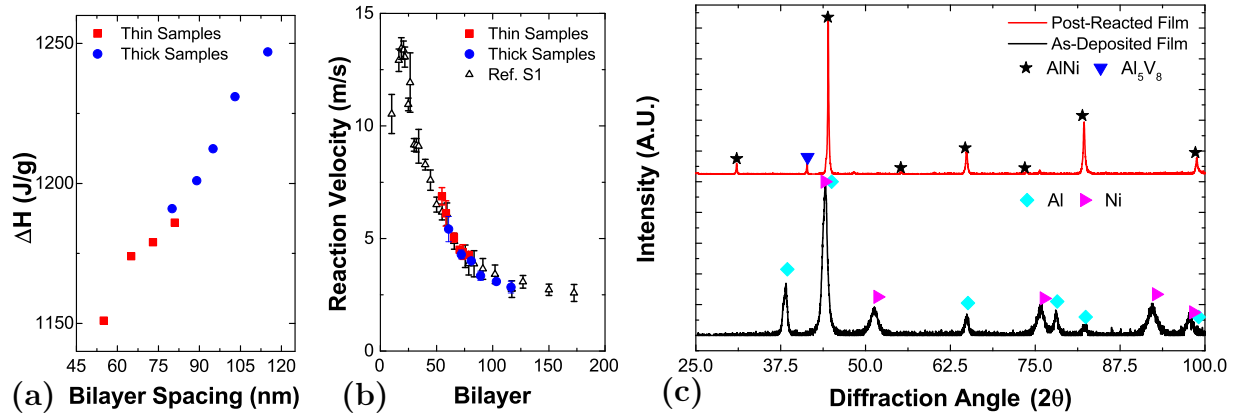 1250
1200
1150
45 60 75 90 105 120
ΔH (J/g)
Bilayer Spacing (nm)
Thin Samples
Thick Samples
(a)
15
10
5
0
0 50 100 150 200
Reaction Velocity (m/s)
Bilayer
Thin Samples
Thick Samples
Ref. S1
(b)
Post-Reacted Film
As-Deposited Film
AlNi Al5V8
Al Ni
Intensity (A.U.)
25.0 37.5 50.0 62.5 75.0 87.5 100.0
Diffraction Angle (2θ)
(c)